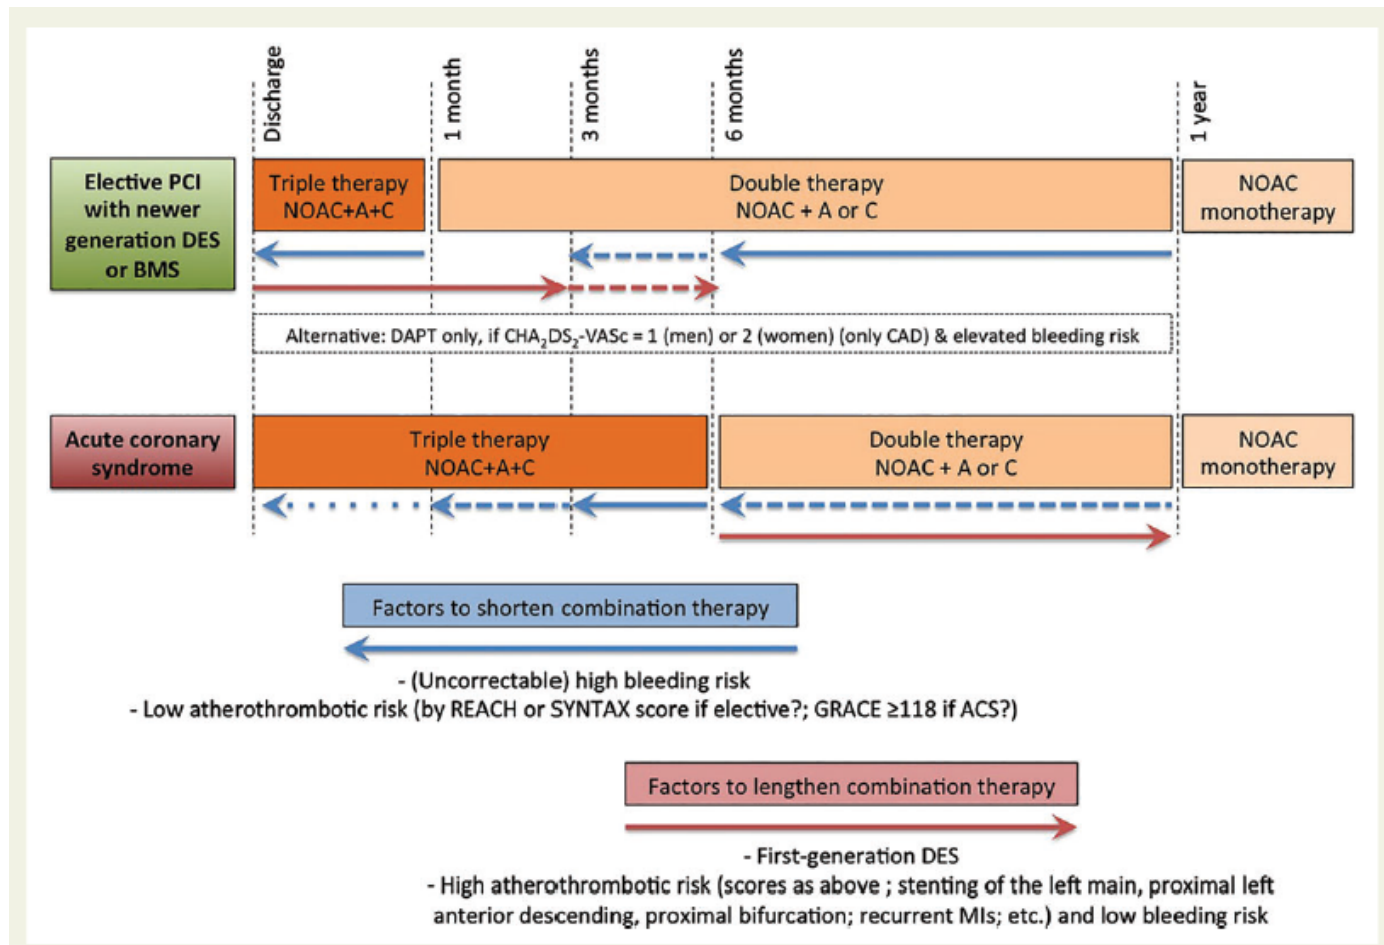 Discharge
1 month
3 months
6 months
1 year
Elective PCI
with newer
generation DES
or BMS
Triple therapy
NOAC+A+C
Double therapy
NOAC + A or C
NOAC
monotherapy
Alternative: DAPT only, if CHA₂DS₂-VASc = 1 (men) or 2 (women) (only CAD) & elevated bleeding risk
Acute coronary
syndrome
Triple therapy
NOAC+A+C
Double therapy
NOAC + A or C
NOAC
monotherapy
Factors to shorten combination therapy
- (Uncorrectable) high bleeding risk
- Low atherothrombotic risk (by REACH or SYNTAX score if elective?; GRACE ≥118 if ACS?)
Factors to lengthen combination therapy
- First-generation DES
- High atherothrombotic risk (scores as above ; stenting of the left main, proximal left
anterior descending, proximal bifurcation; recurrent MIs; etc.) and low bleeding risk